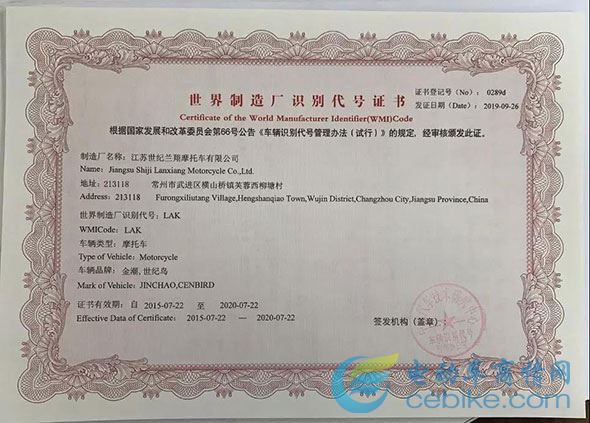 证书登记号（No）： 0289d
世界制造厂识别代号证书
发证日期（Date）： 2019-09-26
Certificate of the World Manufacturer Identifier(WMI)Code
根据国家发展和改革委员会第66号公告《车辆识别代号管理办法（试行）》的规定，经审核颁发此证。
制造厂名称：江苏世纪兰翔摩托车有限公司
Name: Jiangsu Shiji Lanxiang Motorcycle Co.,Ltd.
地址：213118 常州市武进区横山桥镇芙蓉西柳塘村
Address: 213118 Furongxiliutang Village,Hengshanqiao Town,Wujin District,Changzhou City,Jiangsu Province,China
世界制造厂识别代号：LAK
WMICode: LAK
车辆类型：摩托车
Type of Vehicle: Motorcycle
车辆品牌：金潮,世纪鸟
Mark of Vehicle: JINCHAO,CENBIRD
证书有效期：自 2015-07-22 至 2020-07-22
Effective Data of Certificate: 2015-07-22 — 2020-07-22
签发机构（盖章）
电动车商情网
cebike.com